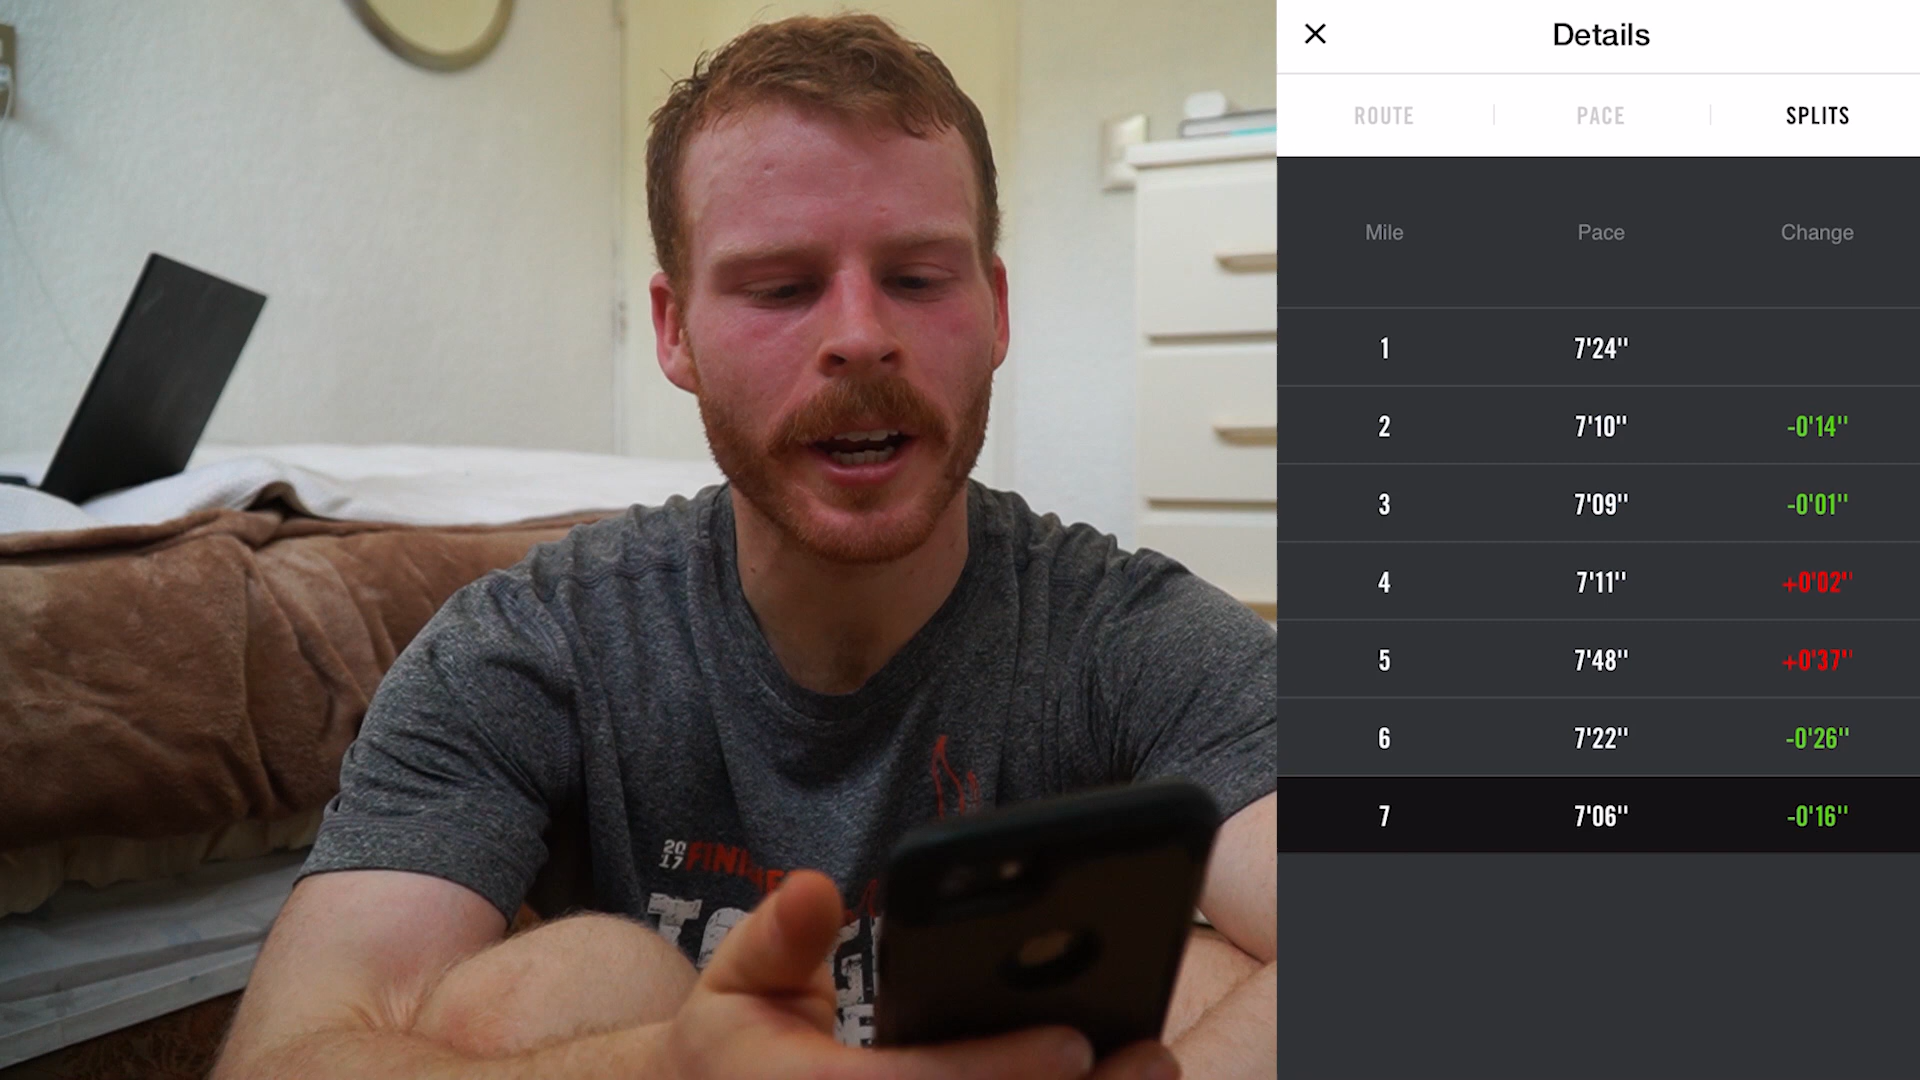 Details
ROUTE PACE SPLITS
Mile Pace Change
1 7'24''
2 7'10'' -0'14''
3 7'09'' -0'01''
4 7'11'' +0'02''
5 7'48'' +0'37''
6 7'22'' -0'26''
7 7'06'' -0'16''
20
17